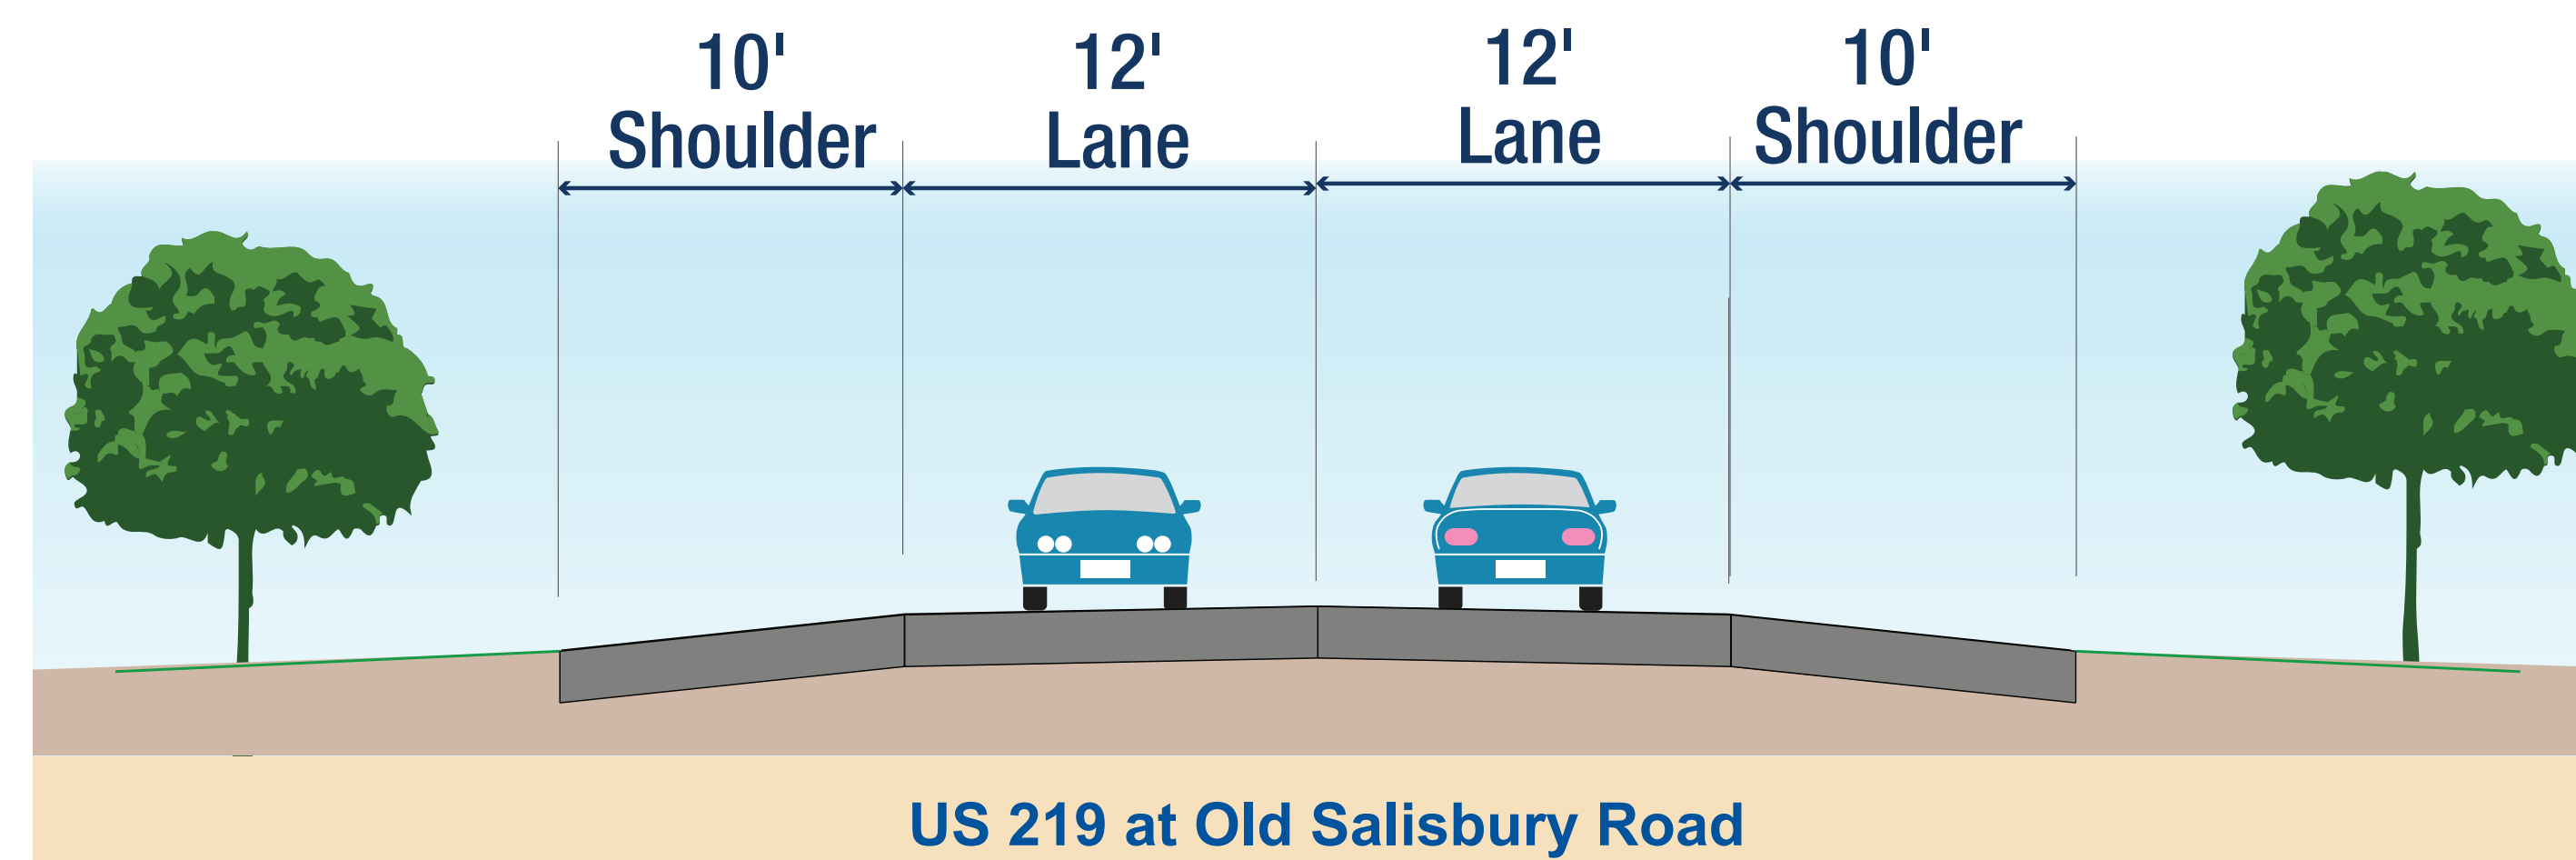 10'
Shoulder
12'
Lane
12'
Lane
10'
Shoulder
US 219 at Old Salisbury Road